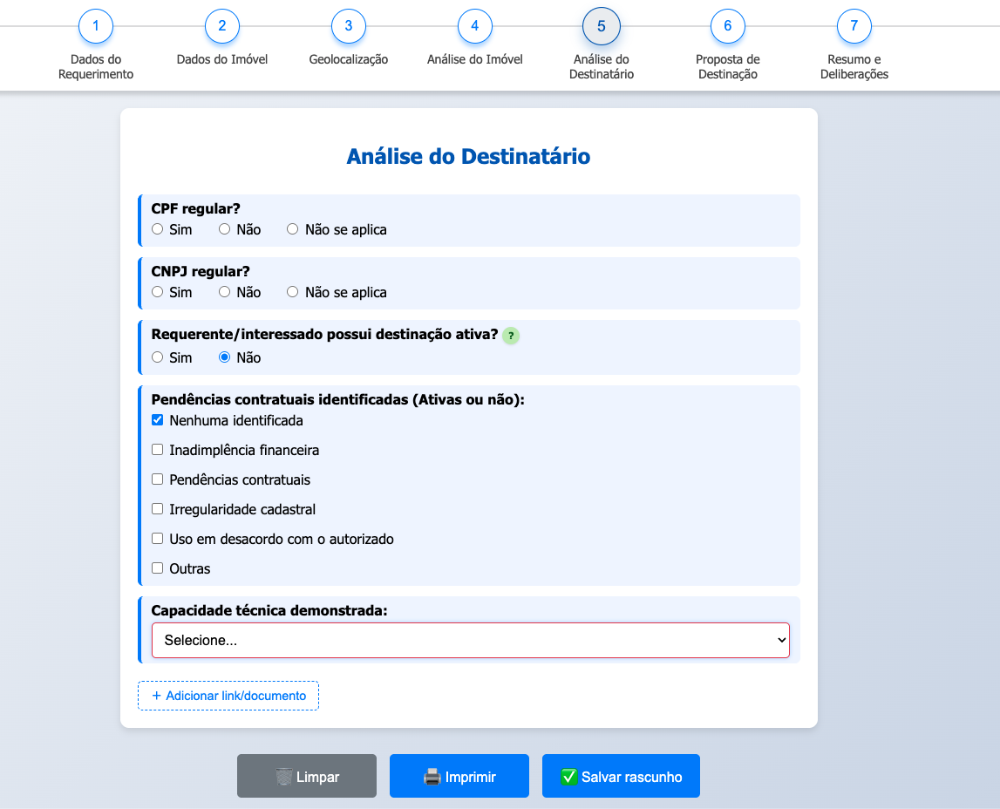 1
2
3
4
5
6
7
Dados do
Requerimento
Dados do Imóvel
Geolocalização
Análise do Imóvel
Análise do
Destinatário
Proposta de
Destinação
Resumo e
Deliberações
Análise do Destinatário
CPF regular?
Sim Não Não se aplica
CNPJ regular?
Sim Não Não se aplica
Requerente/interessado possui destinação ativa? ?
Sim Não
Pendências contratuais identificadas (Ativas ou não):
Nenhuma identificada
Inadimplência financeira
Pendências contratuais
Irregularidade cadastral
Uso em desacordo com o autorizado
Outras
Capacidade técnica demonstrada:
Selecione...
+ Adicionar link/documento
Limpar
Imprimir
Salvar rascunho